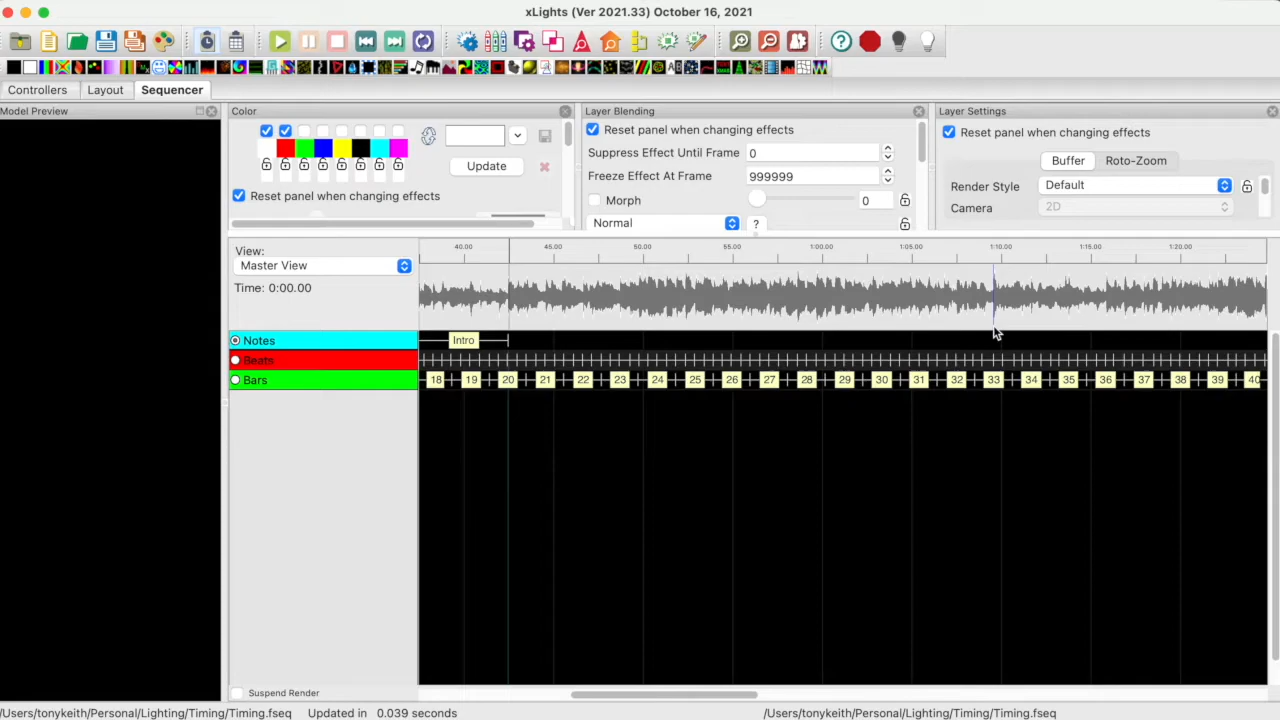 xLights (Ver 2021.33) October 16, 2021
Controllers Layout Sequencer
Model Preview
Color
Layer Blending
Layer Settings
Update
Reset panel when changing effects
Reset panel when changing effects
Suppress Effect Until Frame 0
Freeze Effect At Frame 999999
Morph 0
Normal ?
Reset panel when changing effects
Buffer Roto-Zoom
Render Style Default
Camera 2D
View:
Master View
Time: 0:00.00
40.00 45.00 50.00 55.00 1:00.00 1:05.00 1:10.00 1:15.00 1:20.00
Notes Intro
Beats
Bars 18 19 20 21 22 23 24 25 26 27 28 29 30 31 32 33 34 35 36 37 38 39 40
Suspend Render
/Users/tonykeith/Personal/Lighting/Timing/Timing.fseq Updated in 0.039 seconds /Users/tonykeith/Personal/Lighting/Timing/Timing.fseq